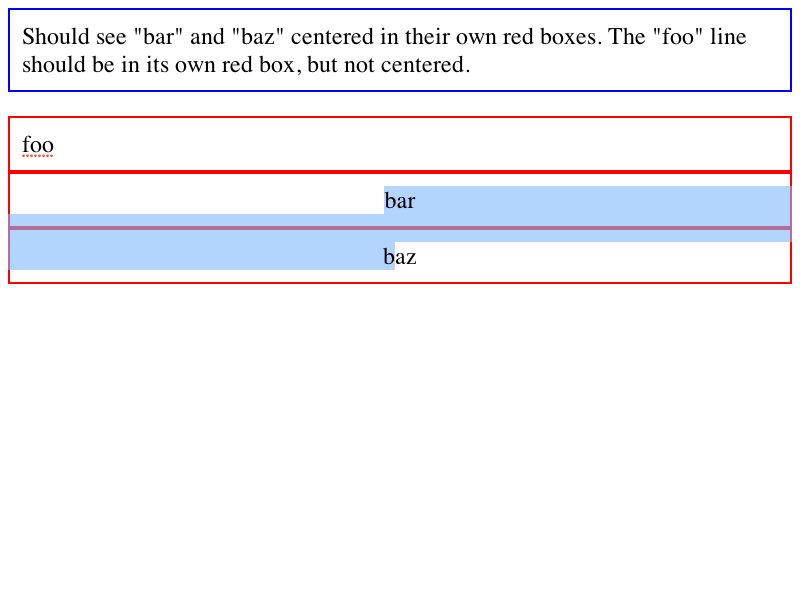 Should see "bar" and "baz" centered in their own red boxes. The "foo" line
should be in its own red box, but not centered.
foo
bar
baz